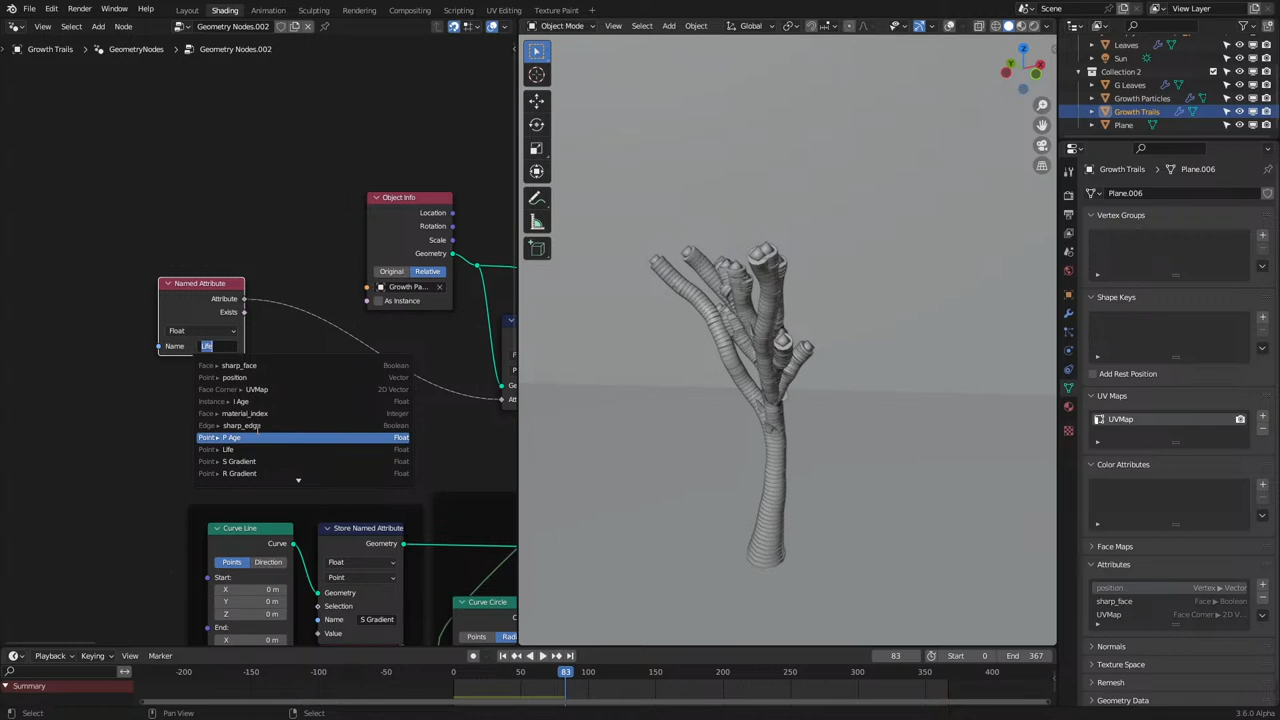 File Edit Render Window Help Layout Shading Animation Sculpting Rendering Compositing Scripting UV Editing Texture Paint Scene View Layer
Add Node Geometry Nodes.002 Object Mode View Select Add Object Global
Growth Trails GeometryNodes Geometry Nodes.002
Leaves
Sun
Collection 2
G Leaves
Growth Particles
Growth Trails
Plane
Growth Trails Plane.006
Plane.006
Vertex Groups
Shape Keys
Add Rest Position
UV Maps
UVMap
Color Attributes
Face Maps
Attributes
position Vertex ▸ Vector
sharp_face Face ▸ Boolean
UVMap Face Corner ▸ 2D V...
Normals
Texture Space
Remesh
Geometry Data
Object Info
Location
Rotation
Scale
Geometry
Original Relative
Growth Pa...
As Instance
Named Attribute
Attribute
Exists
Float
Name Life
Face ▸ sharp_face Boolean
Point ▸ position Vector
Face Corner ▸ UVMap 2D Vector
Instance ▸ I Age Float
Face ▸ material_index Integer
Edge ▸ sharp_edge Boolean
Point ▸ P Age Float
Point ▸ Life Float
Point ▸ S Gradient Float
Point ▸ R Gradient Float
Curve Line
Curve
Points Direction
Start:
X 0 m
Y 0 m
Z 0 m
End:
X 0 m
Store Named Attribute
Geometry
Float
Point
Geometry
Selection
Name S Gradient
Value
Curve Circle
Points
X
Y
Z
Playback Keying View Marker 83 Start 0 End 367
-200 -150 -100 -50 0 50 83 100 150 200 250 300 350 400
Summary
Select Pan View Select 3.6.0 Alpha